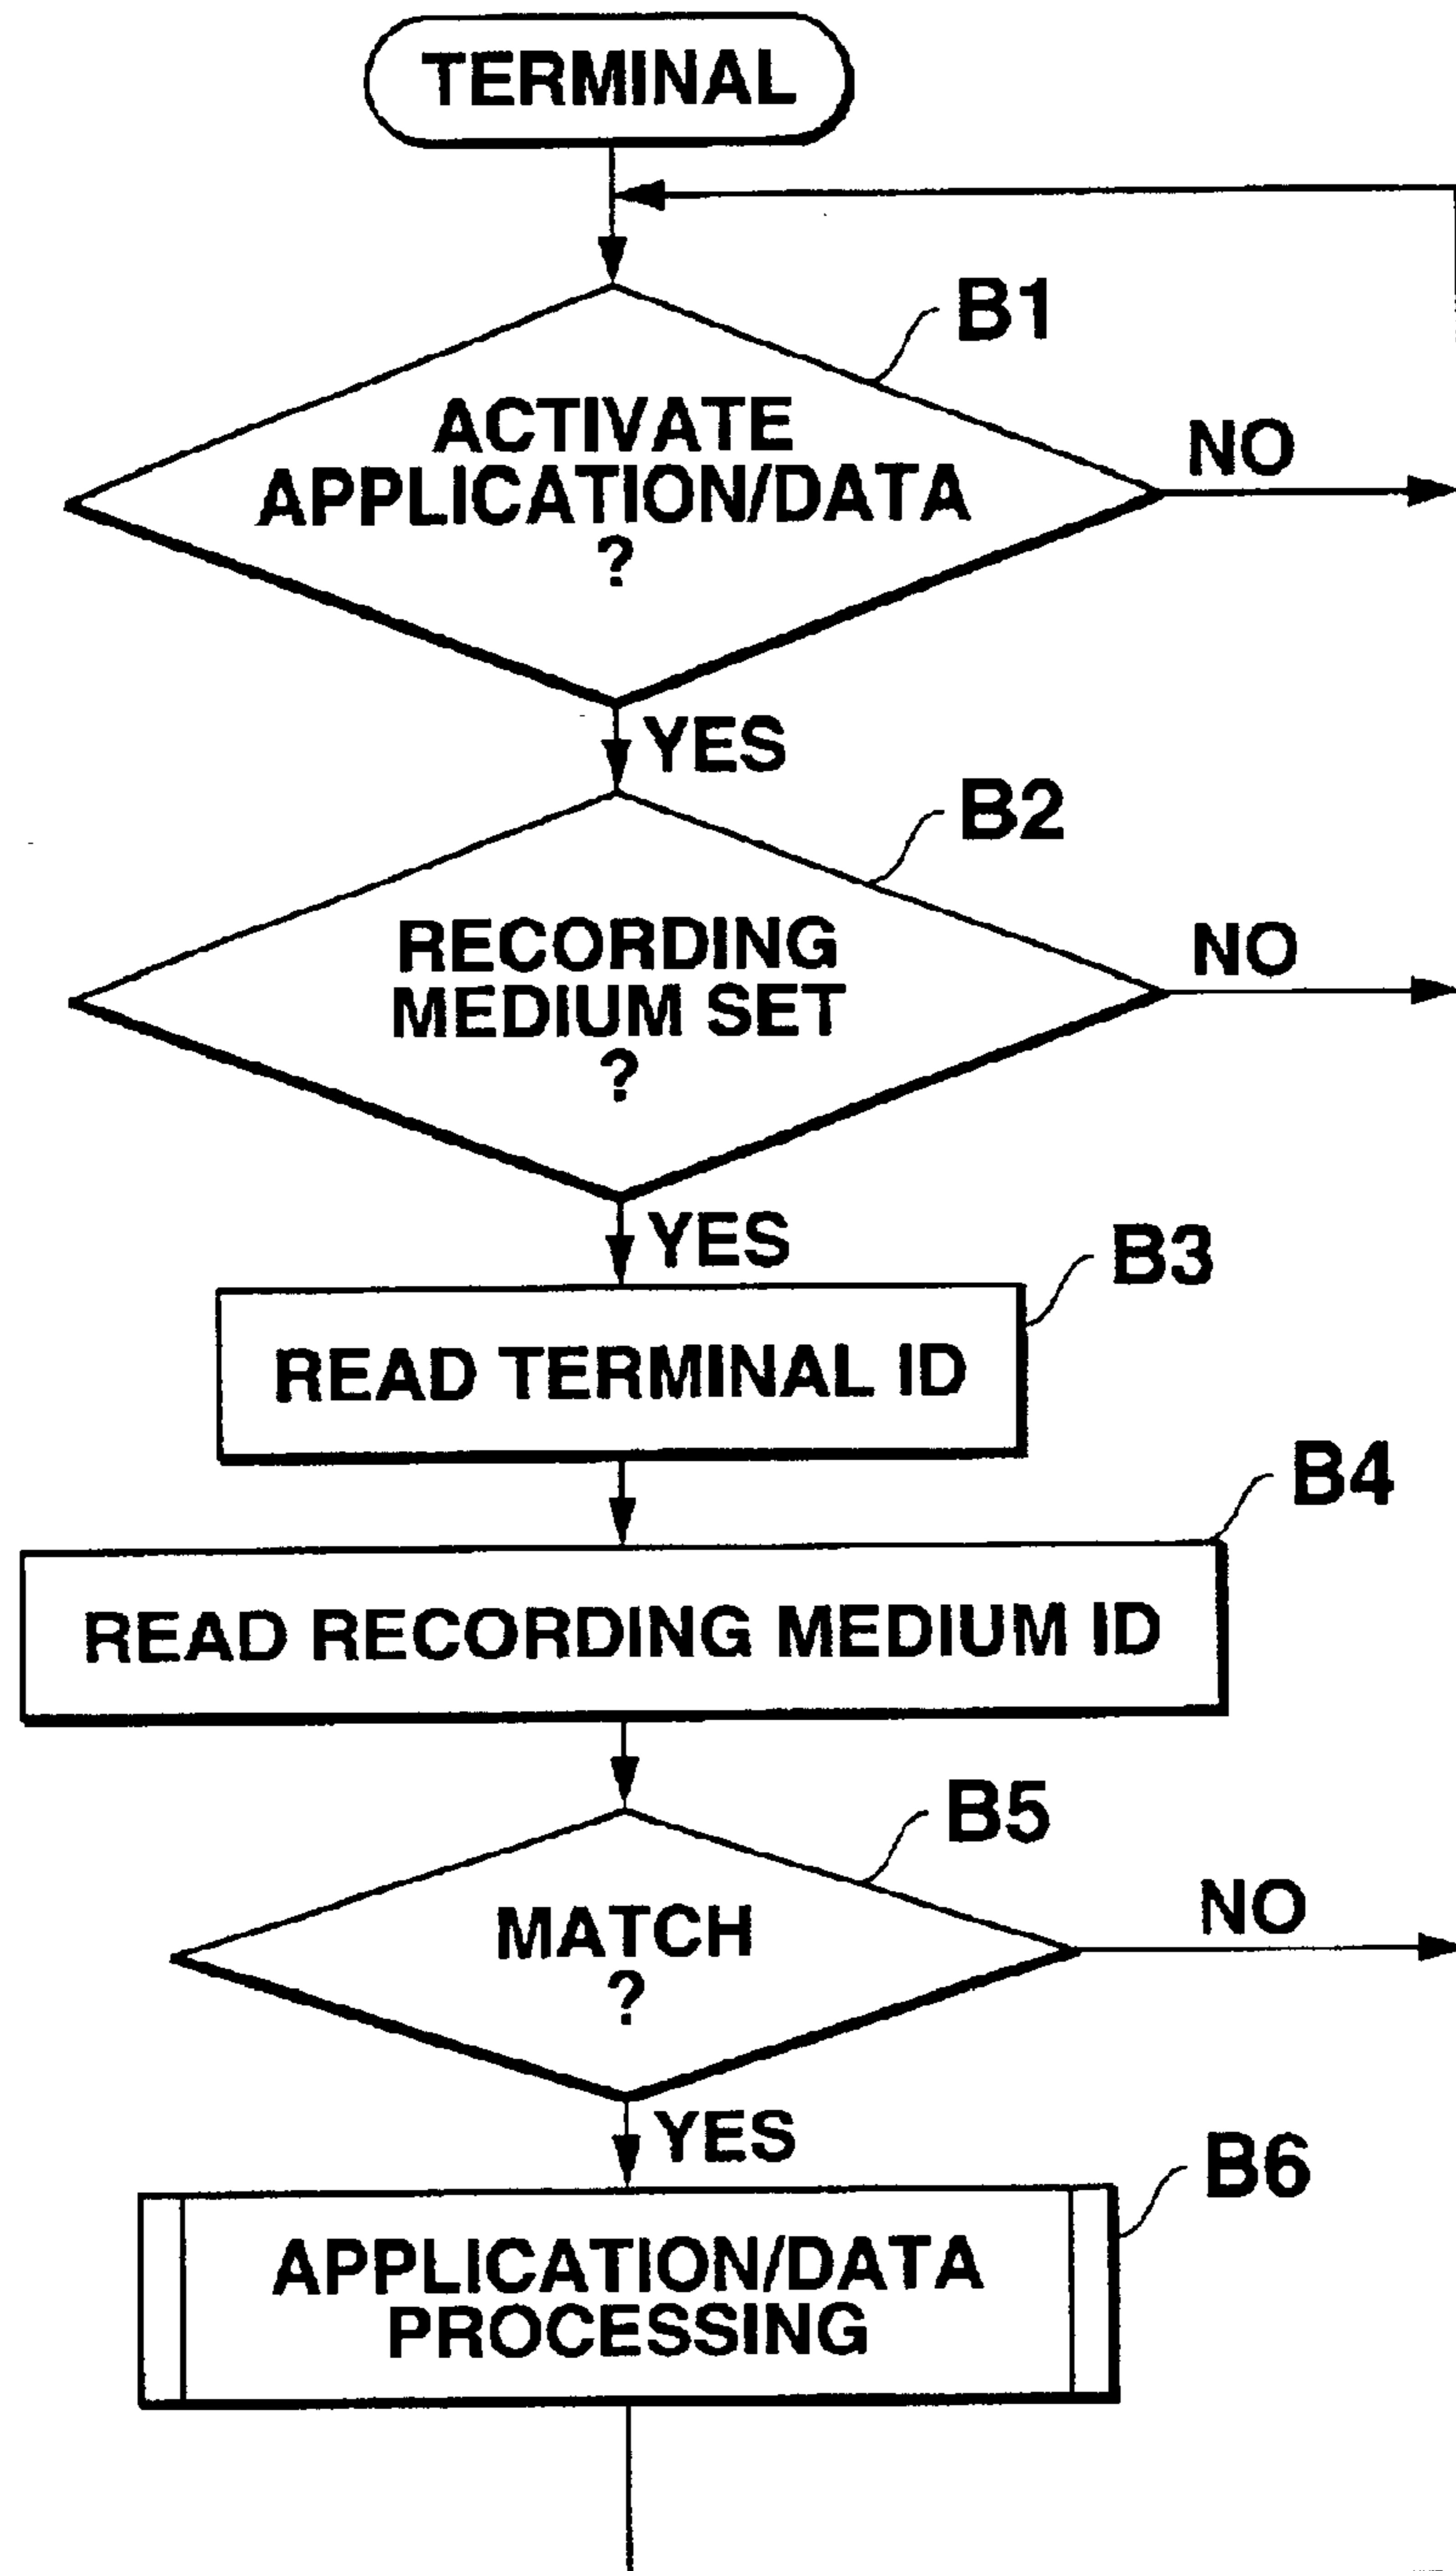 TERMINAL
B1
ACTIVATE
APPLICATION/DATA
?
NO
YES
B2
RECORDING
MEDIUM SET
?
NO
YES
B3
READ TERMINAL ID
B4
READ RECORDING MEDIUM ID
B5
MATCH
?
NO
YES
B6
APPLICATION/DATA
PROCESSING